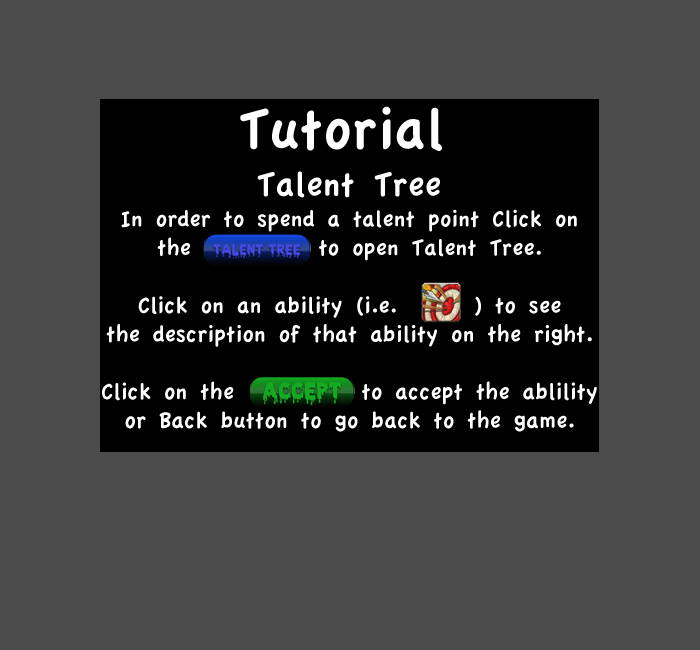 Tutorial
Talent Tree
In order to spend a talent point Click on
the TALENT TREE to open Talent Tree.
Click on an ability (i.e. ) to see
the description of that ability on the right.
Click on the ACCEPT to accept the ablility
or Back button to go back to the game.